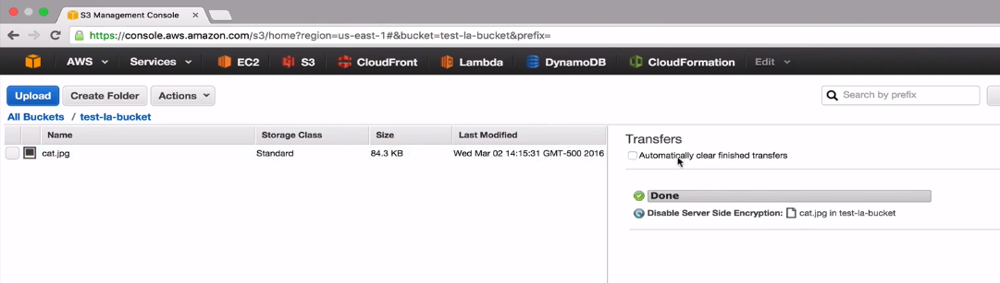 S3 Management Console
https://console.aws.amazon.com/s3/home?region=us-east-1#&bucket=test-la-bucket&prefix=
AWS Services EC2 S3 CloudFront Lambda DynamoDB CloudFormation Edit
Upload Create Folder Actions Search by prefix
All Buckets / test-la-bucket
Name Storage Class Size Last Modified
cat.jpg Standard 84.3 KB Wed Mar 02 14:15:31 GMT-500 2016
Transfers
Automatically clear finished transfers
Done
Disable Server Side Encryption: cat.jpg in test-la-bucket